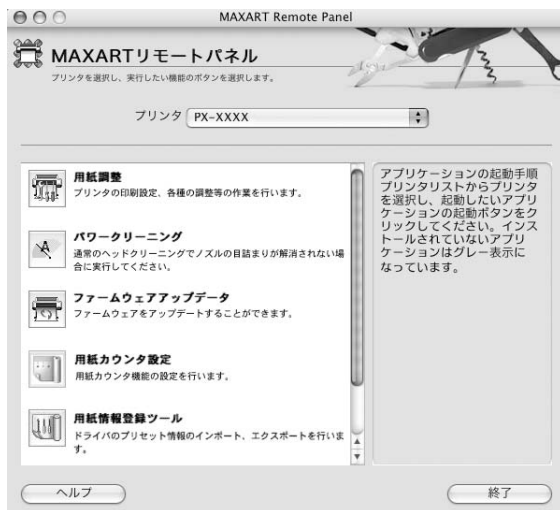 MAXART Remote Panel
MAXARTリモートパネル
プリンタを選択し、実行したい機能のボタンを選択します。
プリンタ PX-XXXX
用紙調整
プリンタの印刷設定、各種の調整等の作業を行います。
パワークリーニング
通常のヘッドクリーニングでノズルの目詰まりが解消されない場
合に実行してください。
ファームウェアアップデータ
ファームウェアをアップデートすることができます。
用紙カウンタ設定
用紙カウンタ機能の設定を行います。
用紙情報登録ツール
ドライバのプリセット情報のインポート、エクスポートを行いま
す。
アプリケーションの起動手順
プリンタリストからプリンタ
を選択し、起動したいアプリ
ケーションの起動ボタンをク
リックしてください。インス
トールされていないアプリ
ケーションはグレー表示に
なっています。
ヘルプ
終了